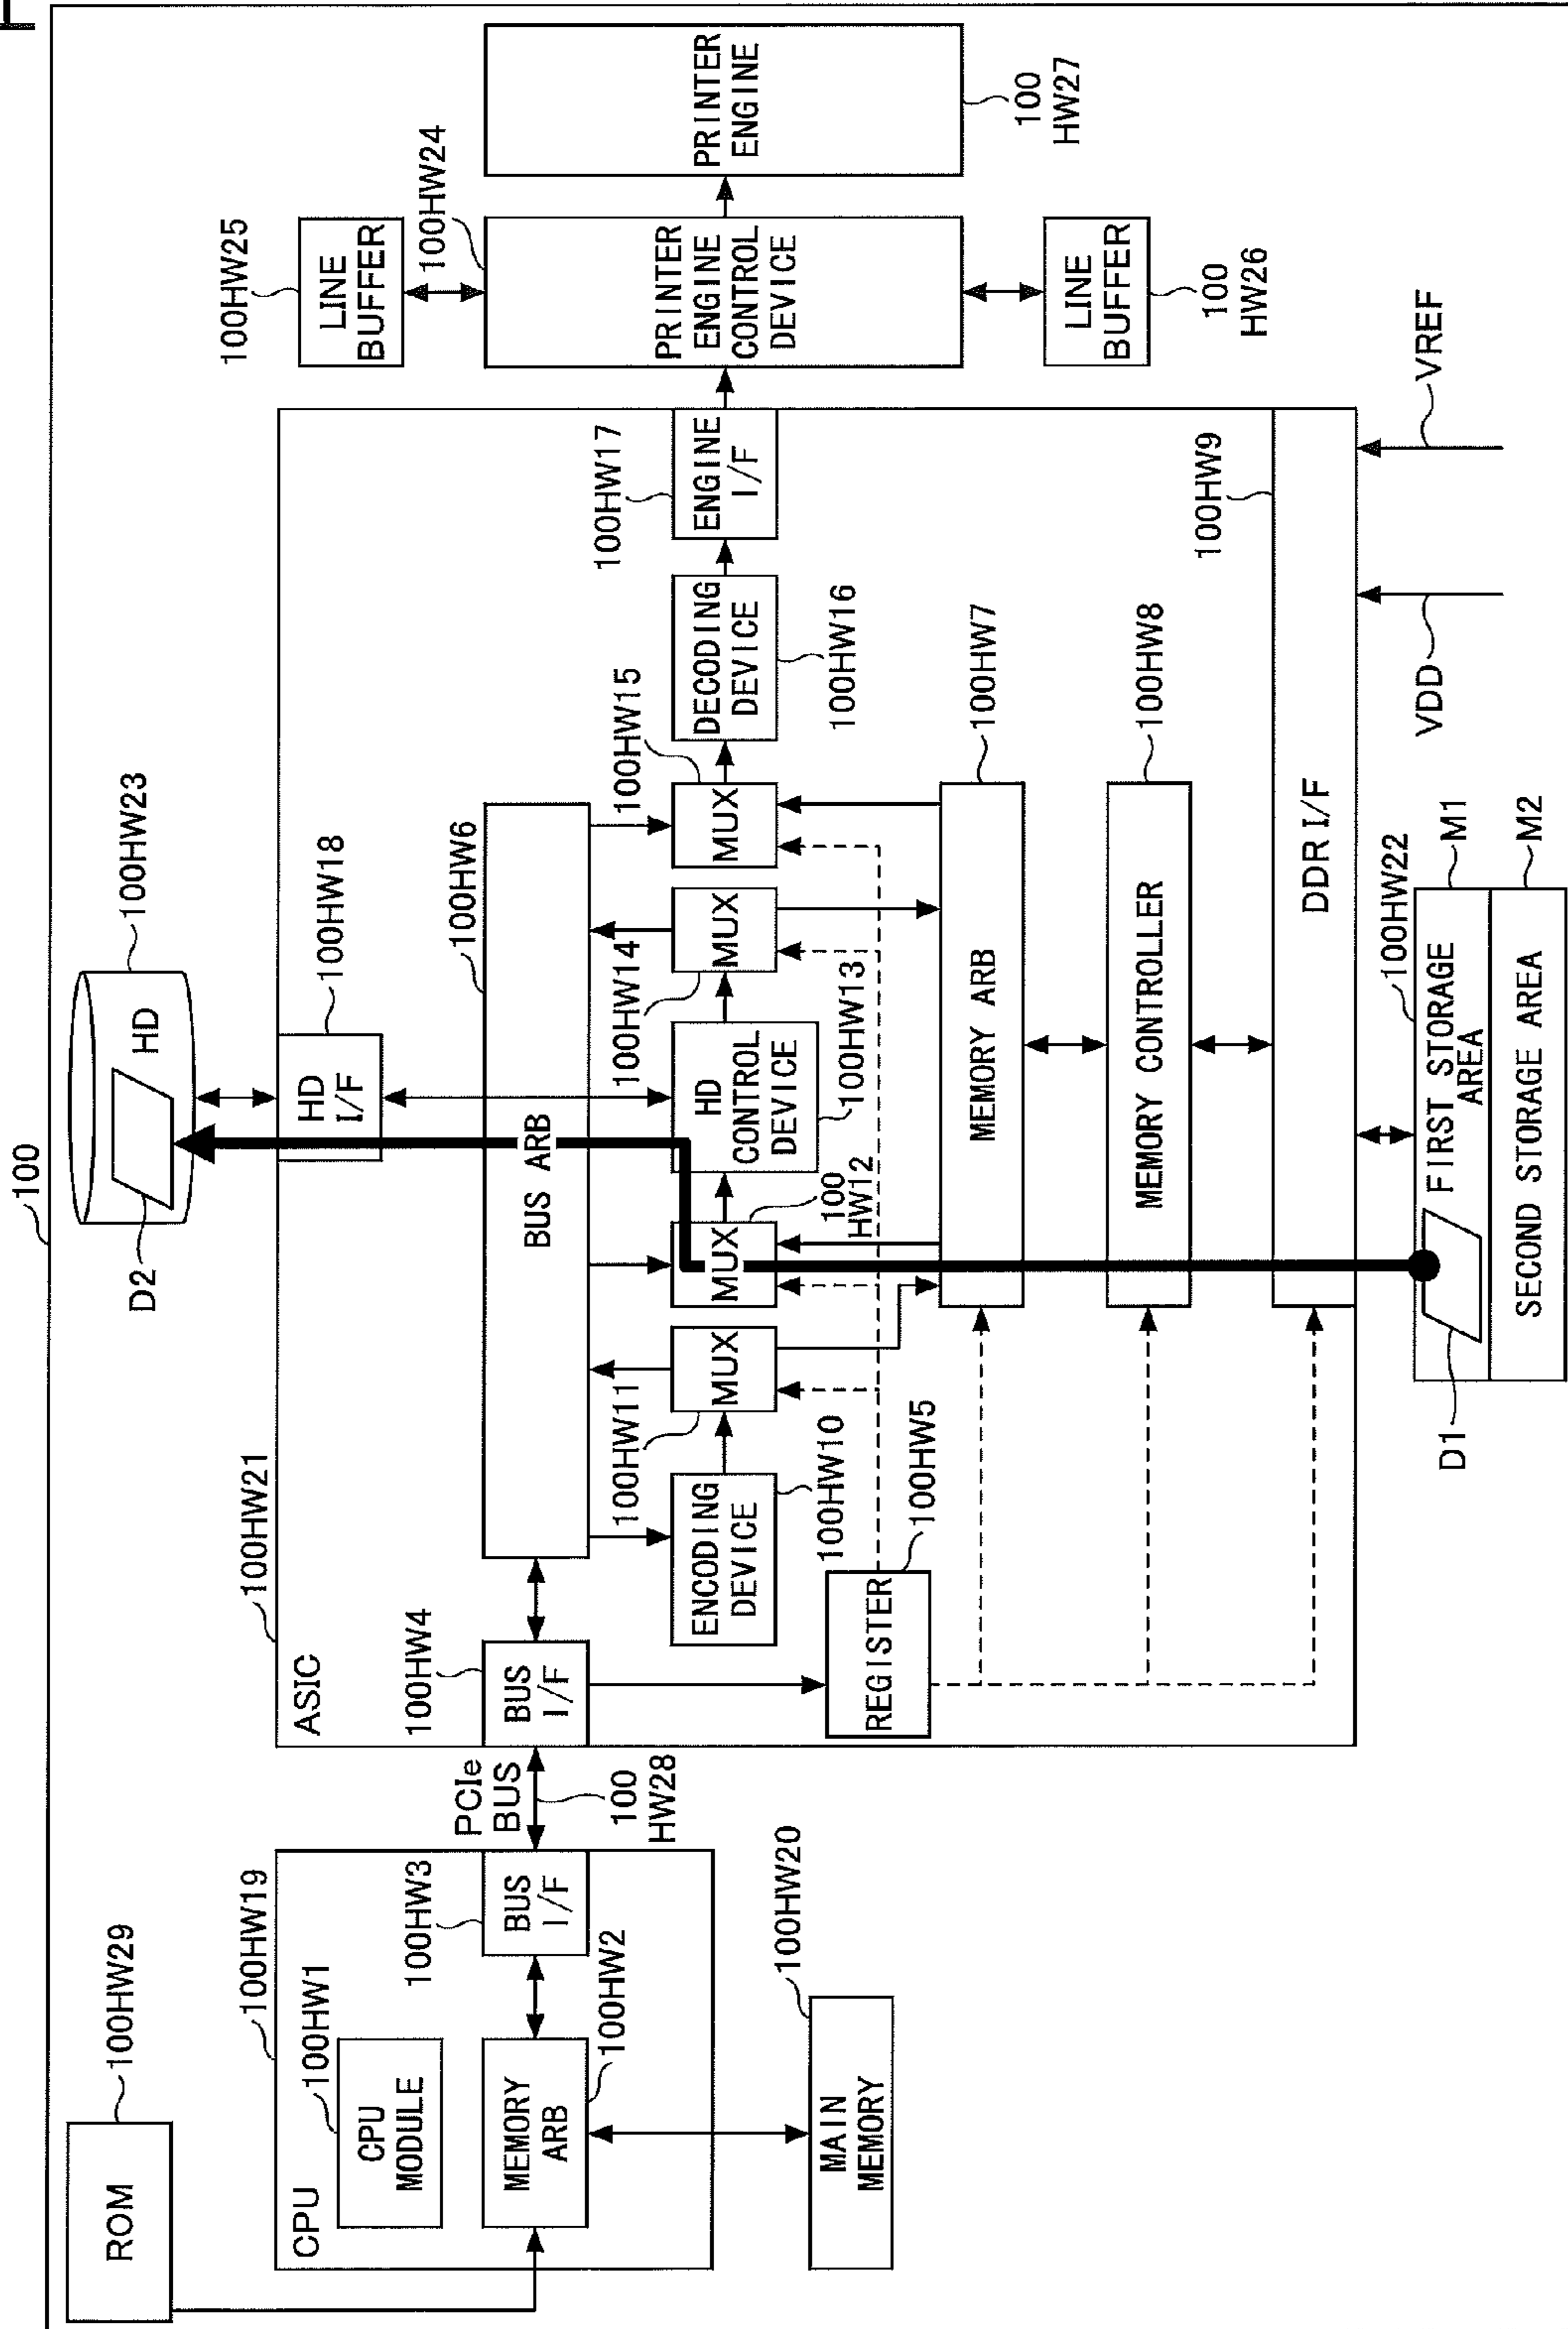 100
ROM
100HW29
100HW19
CPU
100HW1
CPU
MODULE
MEMORY
ARB
100HW2
100HW3
BUS
I/F
MAIN
MEMORY
100HW20
PCIe
BUS
100
HW28
100HW21
ASIC
100HW4
BUS
I/F
REGISTER
100HW5
ENCODING
DEVICE
100HW10
100HW11
MUX
BUS ARB
100HW6
MUX
100
HW12
HD
CONTROL
DEVICE
100HW13
100HW14
MUX
100HW15
MUX
DECODING
DEVICE
100HW16
100HW17
ENGINE
I/F
HD
I/F
100HW18
HD
100HW23
D2
MEMORY ARB
100HW7
MEMORY CONTROLLER
100HW8
DDR I/F
100HW9
FIRST STORAGE
AREA
100HW22
M1
SECOND STORAGE AREA
M2
D1
VDD
VREF
100HW25
LINE
BUFFER
100HW24
PRINTER
ENGINE
CONTROL
DEVICE
LINE
BUFFER
100
HW26
PRINTER
ENGINE
100
HW27